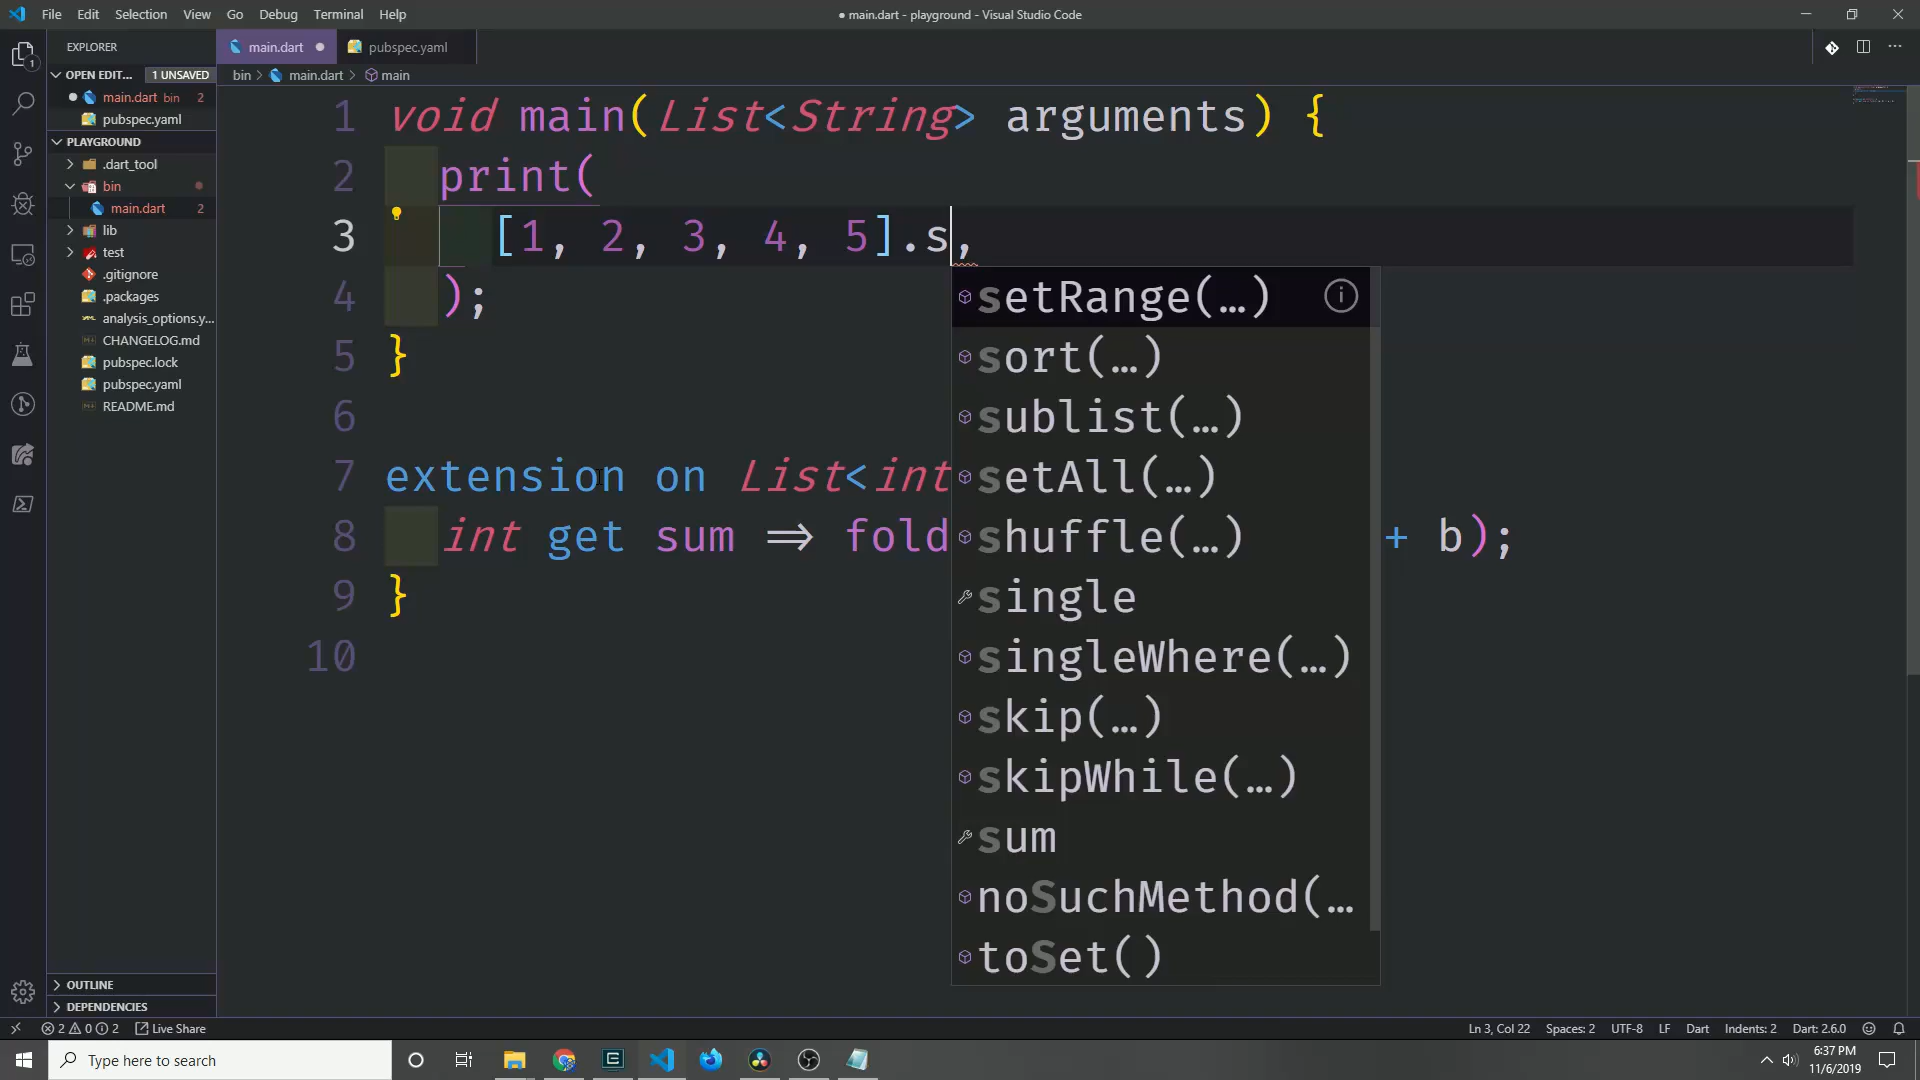 File Edit Selection View Go Debug Terminal Help
● main.dart - playground - Visual Studio Code
EXPLORER
main.dart
pubspec.yaml
OPEN EDIT... 1 UNSAVED
bin > main.dart > main
main.dart bin 2
pubspec.yaml
PLAYGROUND
.dart_tool
bin
main.dart 2
lib
test
.gitignore
.packages
analysis_options.y...
CHANGELOG.md
pubspec.lock
pubspec.yaml
README.md
OUTLINE
DEPENDENCIES
1 void main(List<String> arguments) {
2 print(
3 [1, 2, 3, 4, 5].s,
4 );
5 }
6
7 extension on List<int
8 int get sum => fold + b);
9 }
10
setRange(…)
sort(…)
sublist(…)
setAll(…)
shuffle(…)
single
singleWhere(…)
skip(…)
skipWhile(…)
sum
noSuchMethod(…
toSet()
2 0 2 Live Share
Ln 3, Col 22 Spaces: 2 UTF-8 LF Dart Indents: 2 Dart: 2.6.0
Type here to search
6:37 PM
11/6/2019